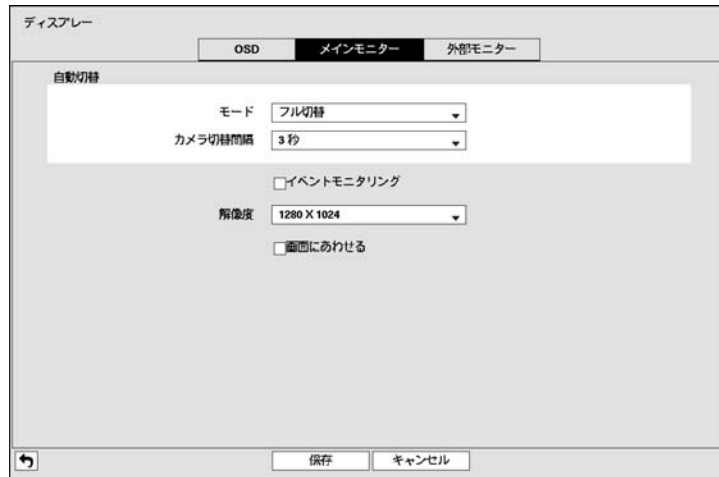 ディスプレー
OSD メインモニター 外部モニター
自動切替
モード フル切替
カメラ切替間隔 3 秒
イベントモニタリング
解像度 1280 X 1024
画面にあわせる
保存 キャンセル